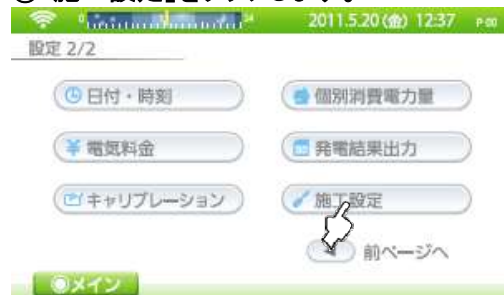 2011.5.20(金) 12:37 P-00
設定 2/2
日付・時刻
個別消費電力量
電気料金
発電結果出力
キャリブレーション
施工設定
前ページへ
メイン